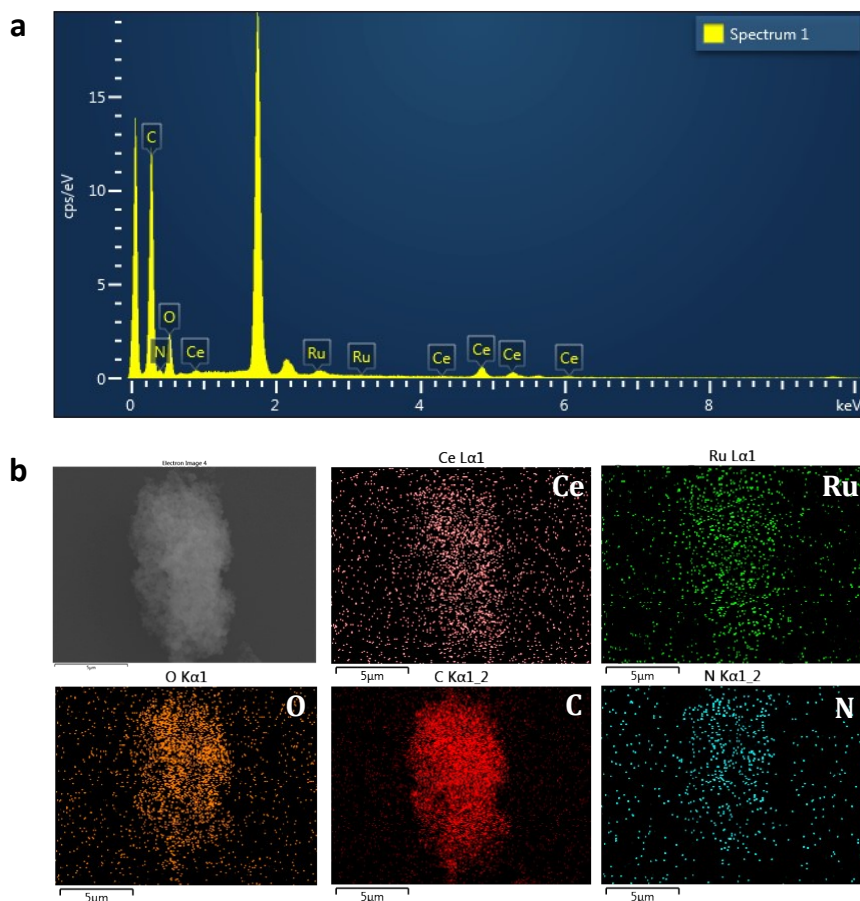 a
Spectrum 1
15
10
5
0
cps/eV
C
N
O
Ce
Ru
Ru
Ce
Ce
Ce
Ce
0
2
4
6
8
keV
b
Electron Image 4
Ce Lα1
Ru Lα1
Ce
Ru
5µm
5µm
5µm
O Kα1
C Kα1_2
N Kα1_2
O
C
N
5µm
5µm
5µm